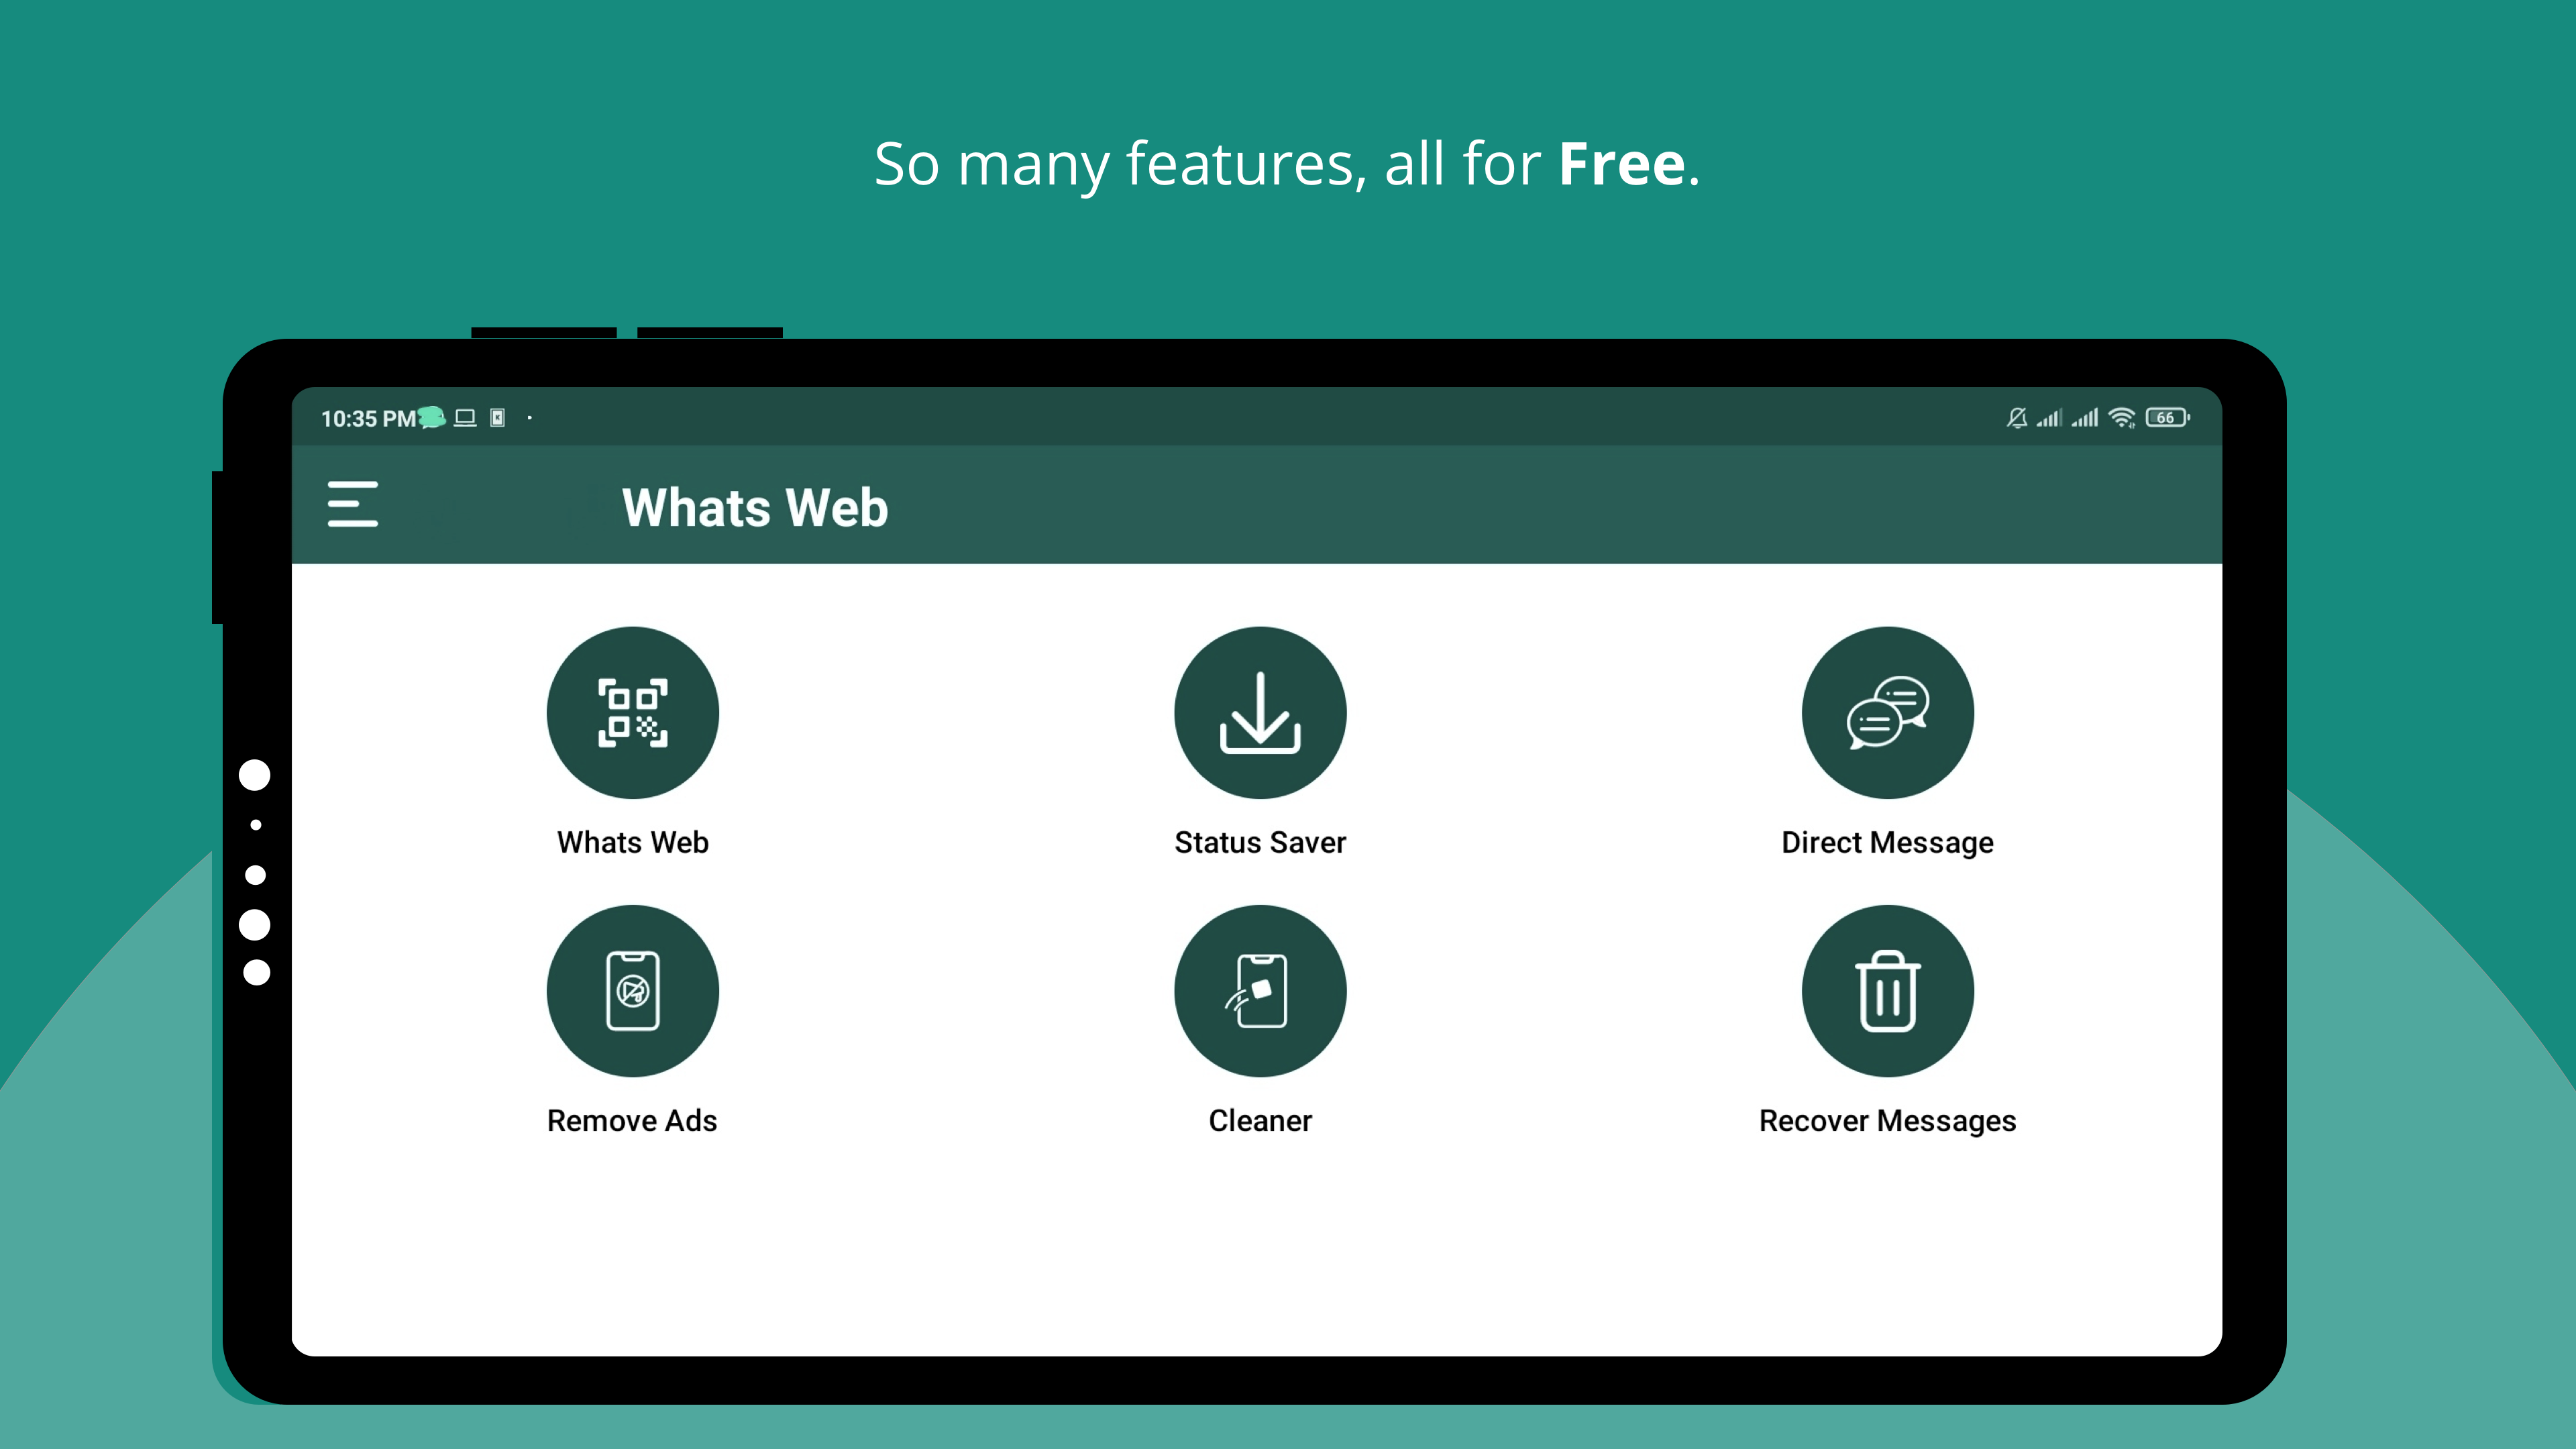 So many features, all for Free.
10:35 PM
66
Whats Web
Whats Web
Status Saver
Direct Message
Remove Ads
Cleaner
Recover Messages